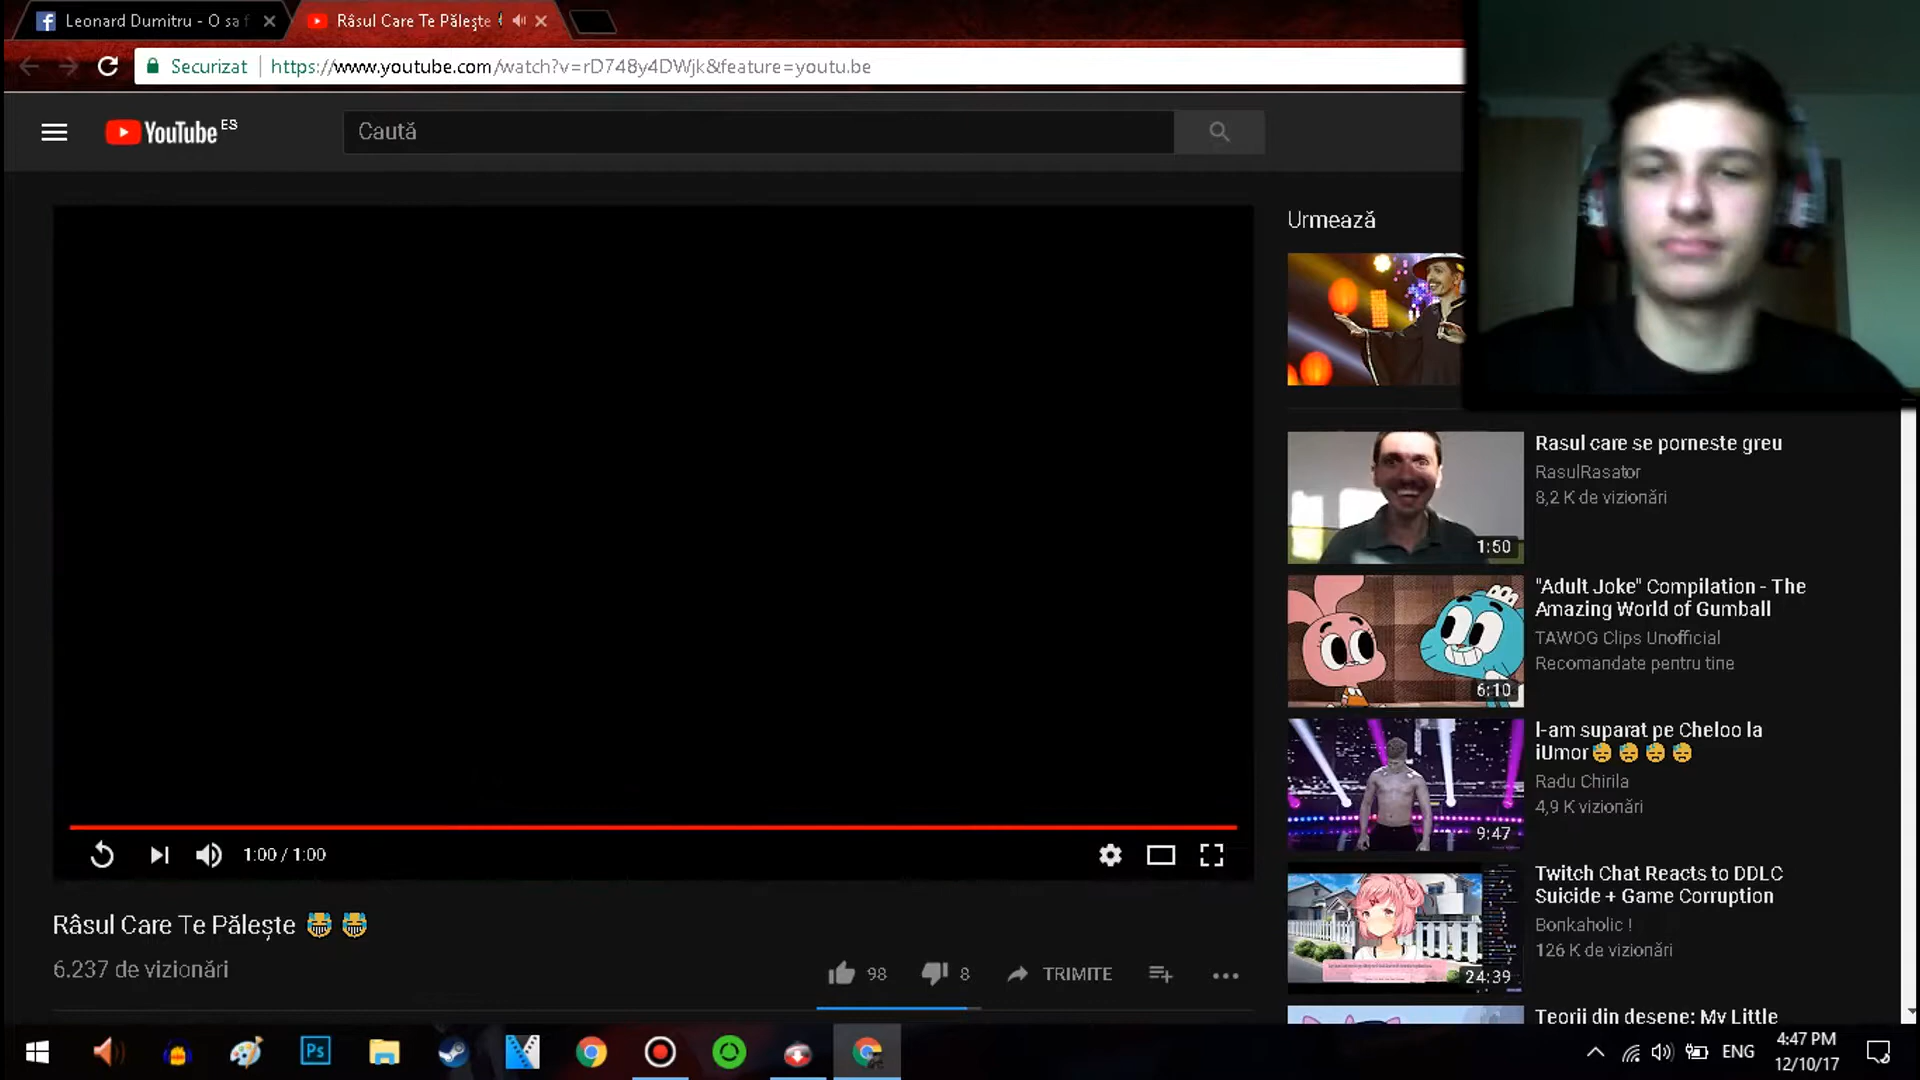 Leonard Dumitru - O sa f
Râsul Care Te Pălește
Securizat
https://www.youtube.com/watch?v=rD748y4DWjk&feature=youtu.be
YouTube ES
Caută
Urmează
Rasul care se porneste greu
RasulRasator
8,2 K de vizionări
1:50
"Adult Joke" Compilation - The
Amazing World of Gumball
TAWOG Clips Unofficial
Recomandate pentru tine
6:10
I-am suparat pe Cheloo la
iUmor 😓 😓 😓 😓
Radu Chirila
4,9 K vizionări
9:47
Twitch Chat Reacts to DDLC
Suicide + Game Corruption
Bonkaholic !
126 K de vizionări
24:39
Teorii din desene: My Little
1:00 / 1:00
Râsul Care Te Pălește 😹 😹
6.237 de vizionări
98
8
TRIMITE
Ps
ENG
4:47 PM
12/10/17